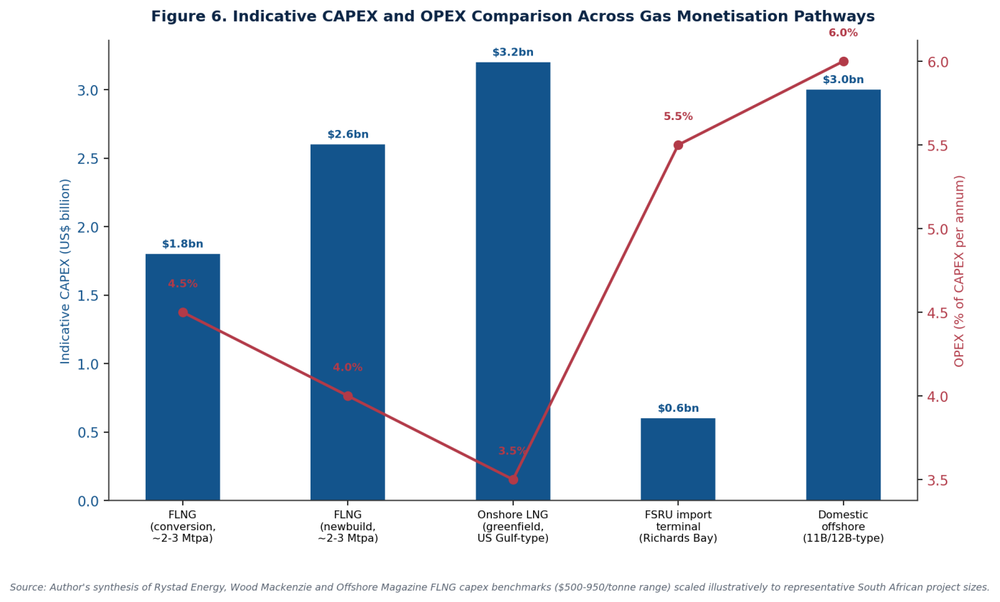 Figure 6. Indicative CAPEX and OPEX Comparison Across Gas Monetisation Pathways
Indicative CAPEX (US$ billion)
3.0
2.5
2.0
1.5
1.0
0.5
0.0
$1.8bn
$2.6bn
$3.2bn
$0.6bn
$3.0bn
4.5%
4.0%
3.5%
5.5%
6.0%
6.0
5.5
5.0
4.5
4.0
3.5
OPEX (% of CAPEX per annum)
FLNG
(conversion,
~2-3 Mtpa)
FLNG
(newbuild,
~2-3 Mtpa)
Onshore LNG
(greenfield,
US Gulf-type)
FSRU import
terminal
(Richards Bay)
Domestic
offshore
(11B/12B-type)
Source: Author's synthesis of Rystad Energy, Wood Mackenzie and Offshore Magazine FLNG capex benchmarks ($500-950/tonne range) scaled illustratively to representative South African project sizes.